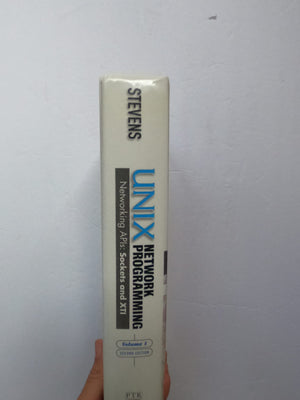 STEVENS
UNIX
NETWORK
PROGRAMMING
Networking APIs: Sockets and XTI
Volume 1
SECOND EDITION
PTR